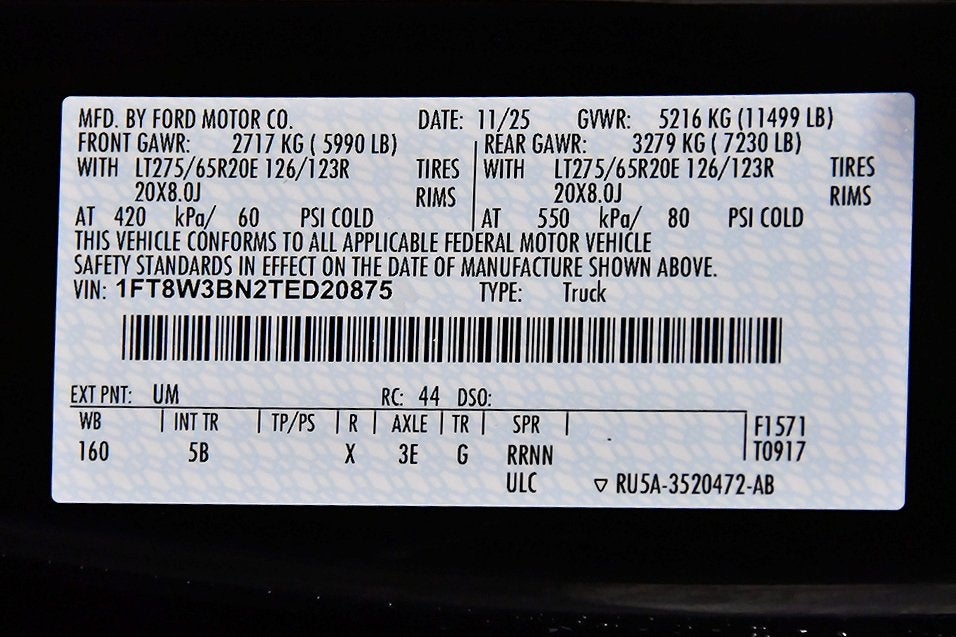 MFD. BY FORD MOTOR CO. DATE: 11/25 GVWR: 5216 KG (11499 LB)
FRONT GAWR: 2717 KG ( 5990 LB) REAR GAWR: 3279 KG ( 7230 LB)
WITH LT275/65R20E 126/123R TIRES WITH LT275/65R20E 126/123R TIRES
20X8.0J RIMS 20X8.0J RIMS
AT 420 kPa/ 60 PSI COLD AT 550 kPa/ 80 PSI COLD
THIS VEHICLE CONFORMS TO ALL APPLICABLE FEDERAL MOTOR VEHICLE
SAFETY STANDARDS IN EFFECT ON THE DATE OF MANUFACTURE SHOWN ABOVE.
VIN: 1FT8W3BN2TED20875 TYPE: Truck
EXT PNT: UM RC: 44 DSO:
WB | INT TR | TP/PS | R | AXLE | TR | SPR | F1571
160 5B X 3E G RRNN T0917
ULC ▽ RU5A-3520472-AB